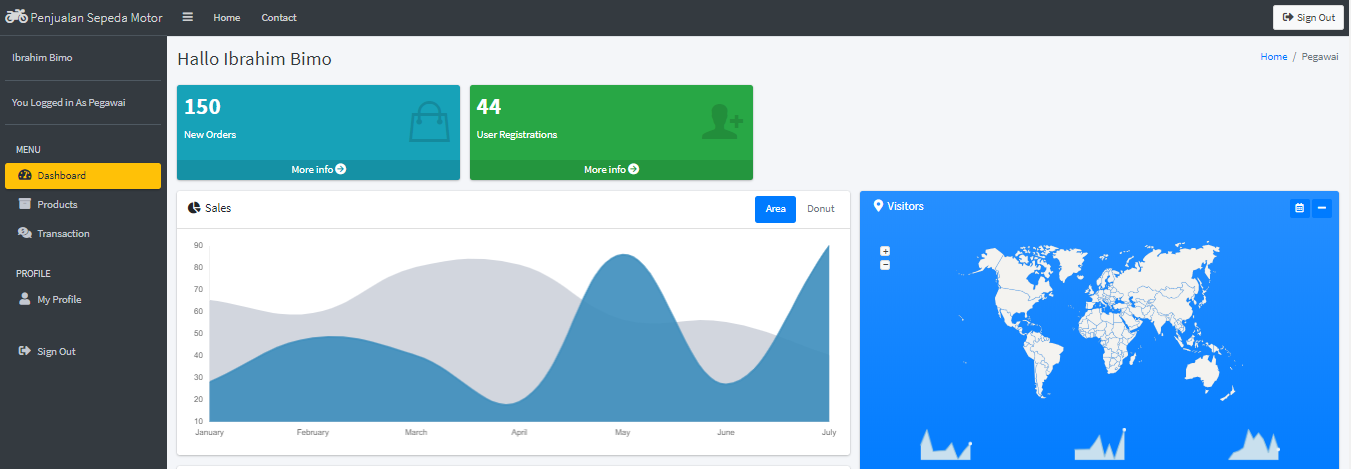 Penjualan Sepeda Motor
Home Contact
Sign Out
Ibrahim Bimo
You Logged in As Pegawai
MENU
Dashboard
Products
Transaction
PROFILE
My Profile
Sign Out
Hallo Ibrahim Bimo
Home / Pegawai
150
New Orders
More info
44
User Registrations
More info
Sales
Area Donut
90
80
70
60
50
40
30
20
10
January February March April May June July
Visitors
+
−